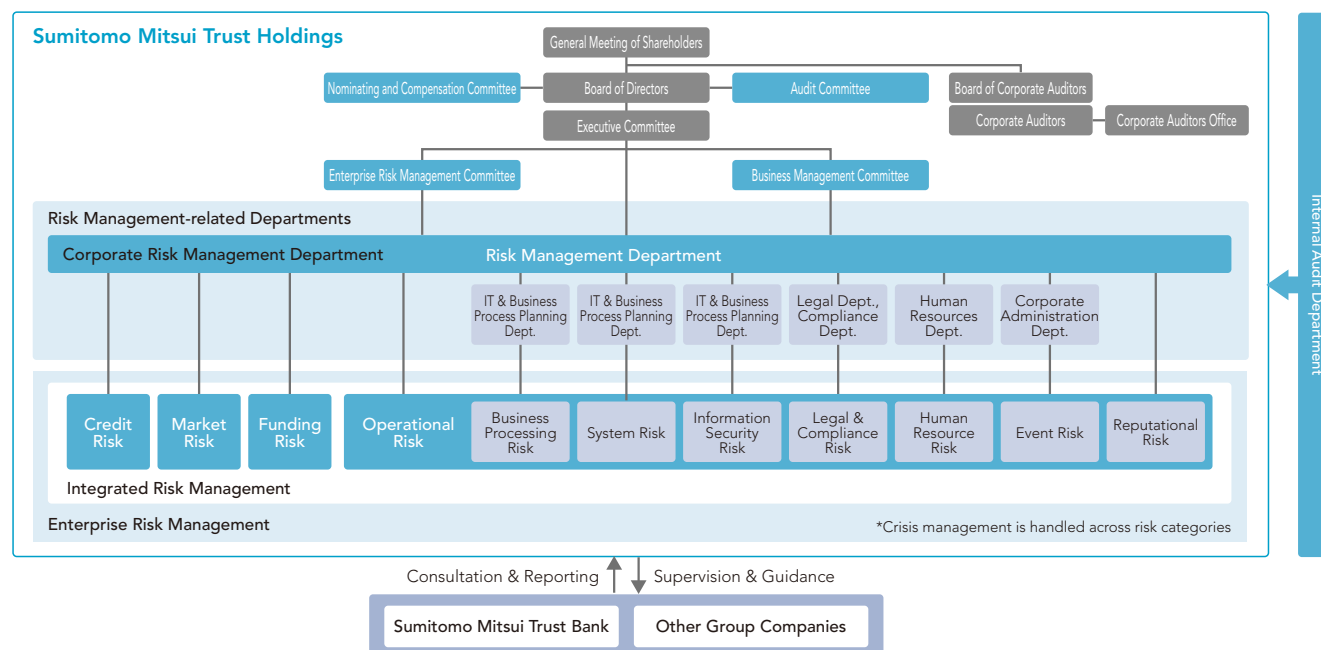 Sumitomo Mitsui Trust Holdings
General Meeting of Shareholders
Nominating and Compensation Committee
Board of Directors
Audit Committee
Board of Corporate Auditors
Executive Committee
Corporate Auditors
Corporate Auditors Office
Enterprise Risk Management Committee
Business Management Committee
Risk Management-related Departments
Corporate Risk Management Department
Risk Management Department
IT & Business
Process Planning
Dept.
IT & Business
Process Planning
Dept.
IT & Business
Process Planning
Dept.
Legal Dept.,
Compliance
Dept.
Human
Resources
Dept.
Corporate
Administration
Dept.
Credit
Risk
Market
Risk
Funding
Risk
Operational
Risk
Business
Processing
Risk
System Risk
Information
Security
Risk
Legal &
Compliance
Risk
Human
Resource
Risk
Event Risk
Reputational
Risk
Integrated Risk Management
Enterprise Risk Management
*Crisis management is handled across risk categories
Internal Audit Department
Consultation & Reporting
Supervision & Guidance
Sumitomo Mitsui Trust Bank
Other Group Companies